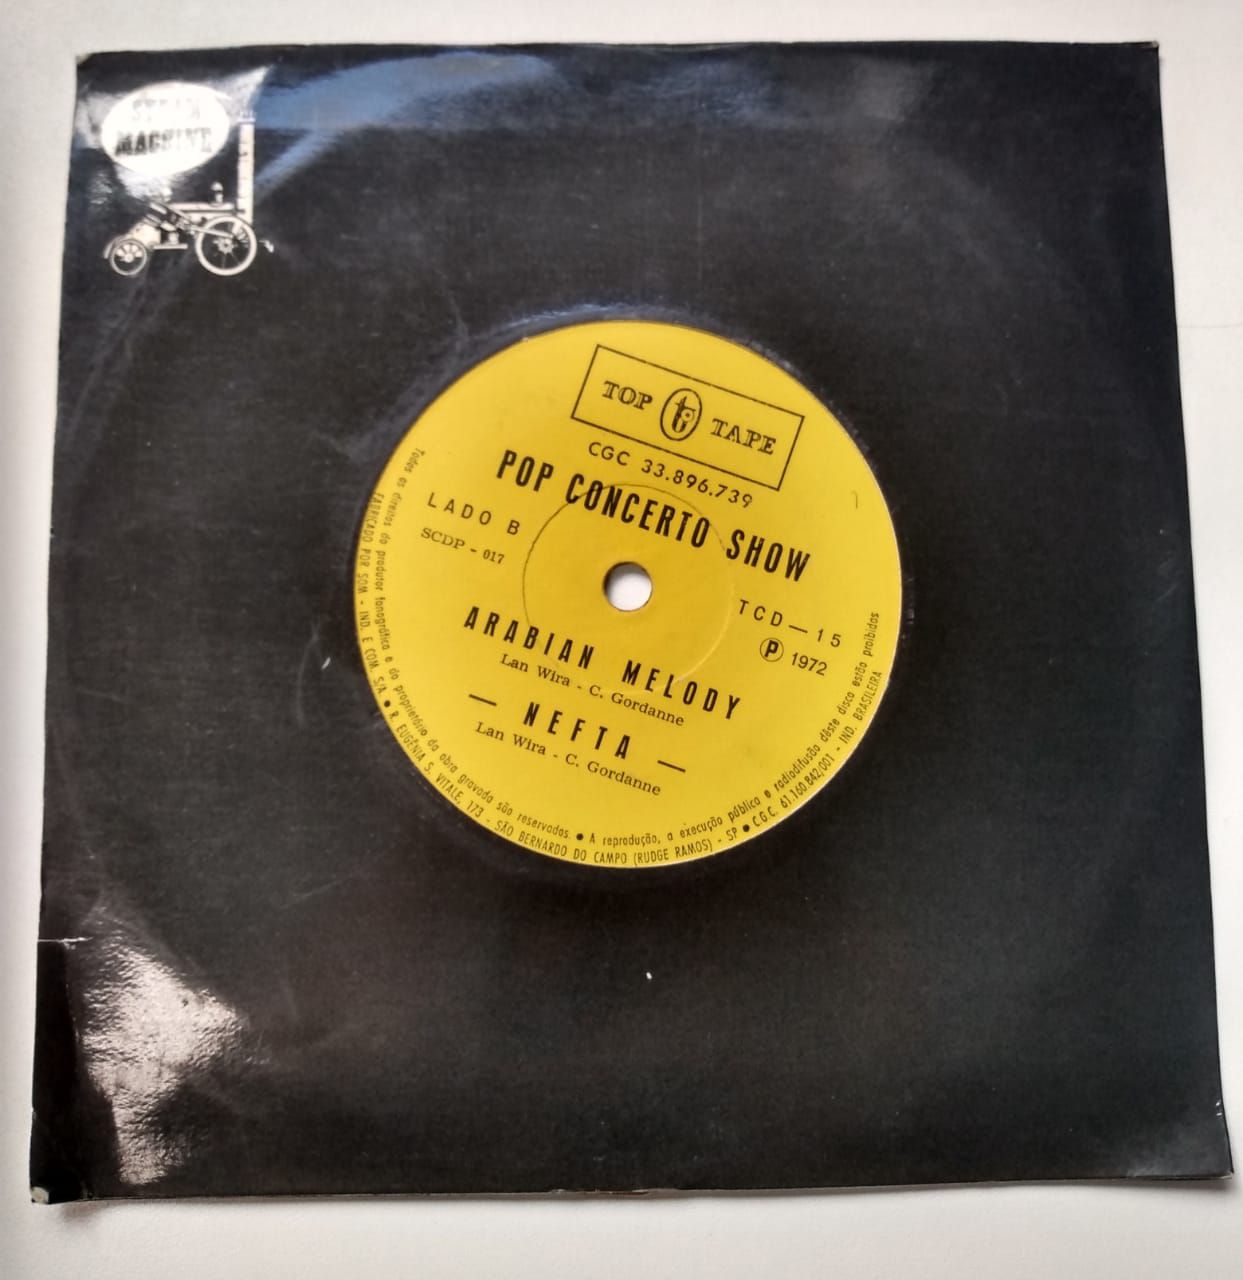 STEAM
MACHINE
TOP tg TAPE
CGC 33.896.739
POP CONCERTO SHOW
LADO B
SCDP - 017
TCD—15
Ⓟ 1972
ARABIAN MELODY
Lan Wira - C. Gordanne
— NEFTA —
Lan Wira - C. Gordanne
Todos os direitos do produtor fonográfico e do proprietário da obra gravada são reservados. ● A reprodução, a execução pública e radiodifusão dêste disco estão proibidas
FABRICADO POR SOM - IND. E COM. S/A ● R. EUGÊNIA S. VITALE, 173 - SÃO BERNARDO DO CAMPO (RUDGE RAMOS) - SP ● C.G.C. 61.160.842/001 - IND. BRASILEIRA